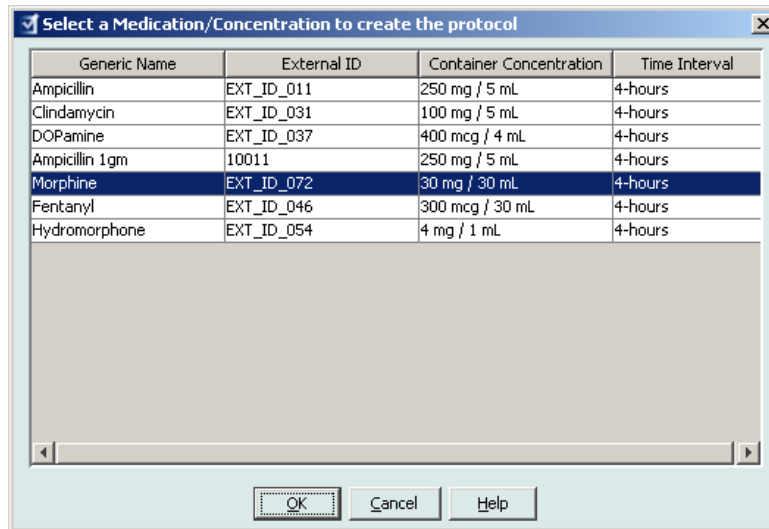 Select a Medication/Concentration to create the protocol
Generic Name External ID Container Concentration Time Interval
Ampicillin EXT_ID_011 250 mg / 5 mL 4-hours
Clindamycin EXT_ID_031 100 mg / 5 mL 4-hours
DOPamine EXT_ID_037 400 mcg / 4 mL 4-hours
Ampicillin 1gm 10011 250 mg / 5 mL 4-hours
Morphine EXT_ID_072 30 mg / 30 mL 4-hours
Fentanyl EXT_ID_046 300 mcg / 30 mL 4-hours
Hydromorphone EXT_ID_054 4 mg / 1 mL 4-hours
OK Cancel Help